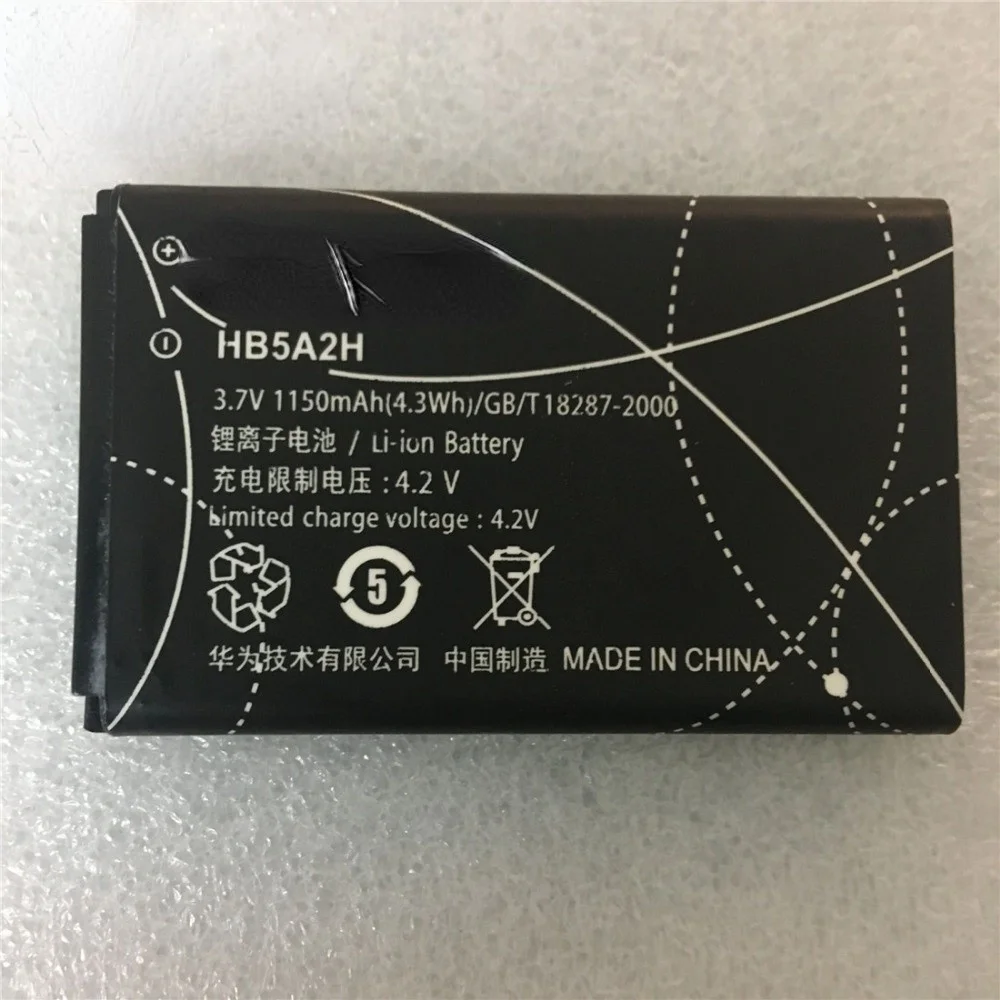 HB5A2H
3.7V 1150mAh(4.3Wh)/GB/T18287-2000
锂离子电池 / Li-ion Battery
充电限制电压:4.2 V
Limited charge voltage : 4.2V
5
华为技术有限公司 中国制造 MADE IN CHINA